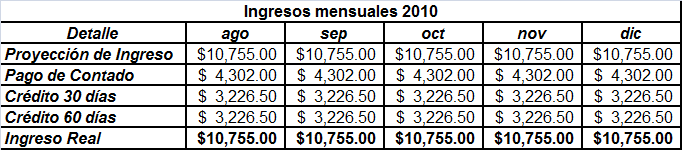 Ingresos mensuales 2010
Detalle ago sep oct nov dic
Proyección de Ingreso $10,755.00 $10,755.00 $10,755.00 $10,755.00 $10,755.00
Pago de Contado $ 4,302.00 $ 4,302.00 $ 4,302.00 $ 4,302.00 $ 4,302.00
Crédito 30 días $ 3,226.50 $ 3,226.50 $ 3,226.50 $ 3,226.50 $ 3,226.50
Crédito 60 días $ 3,226.50 $ 3,226.50 $ 3,226.50 $ 3,226.50 $ 3,226.50
Ingreso Real $10,755.00 $10,755.00 $10,755.00 $10,755.00 $10,755.00